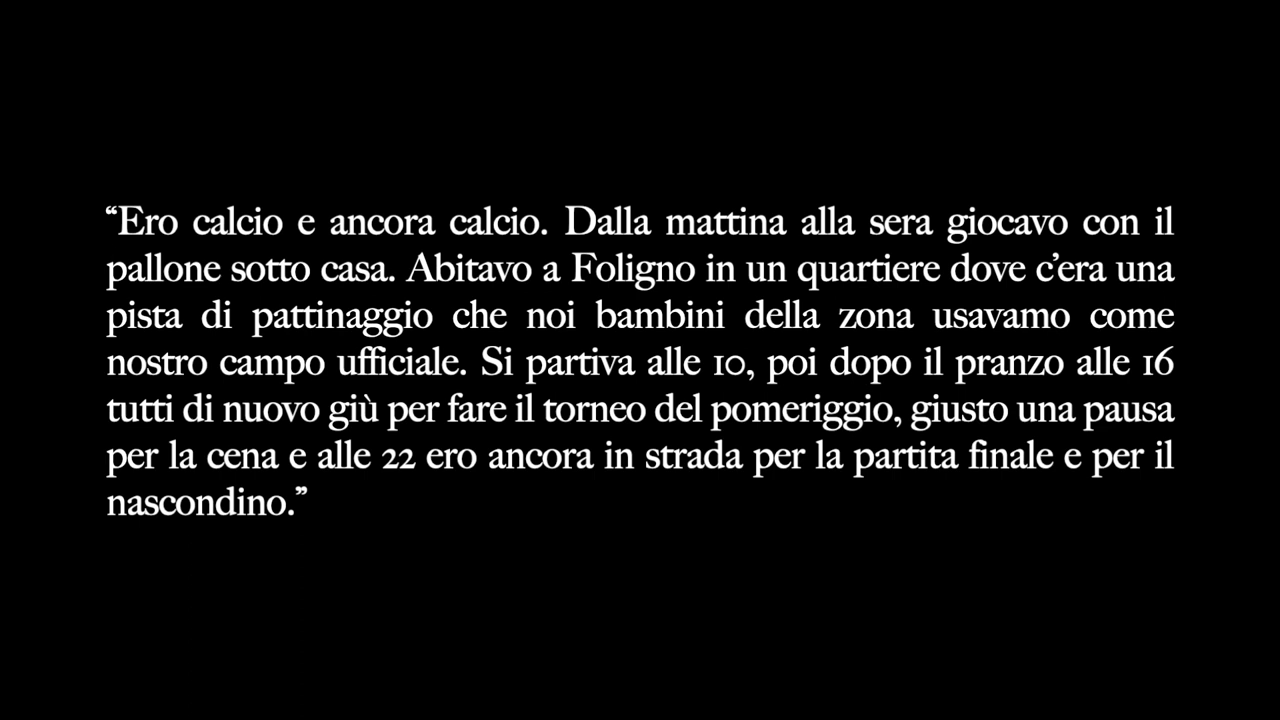 “Ero calcio e ancora calcio. Dalla mattina alla sera giocavo con il
pallone sotto casa. Abitavo a Foligno in un quartiere dove c’era una
pista di pattinaggio che noi bambini della zona usavamo come
nostro campo ufficiale. Si partiva alle 10, poi dopo il pranzo alle 16
tutti di nuovo giù per fare il torneo del pomeriggio, giusto una pausa
per la cena e alle 22 ero ancora in strada per la partita finale e per il
nascondino.”